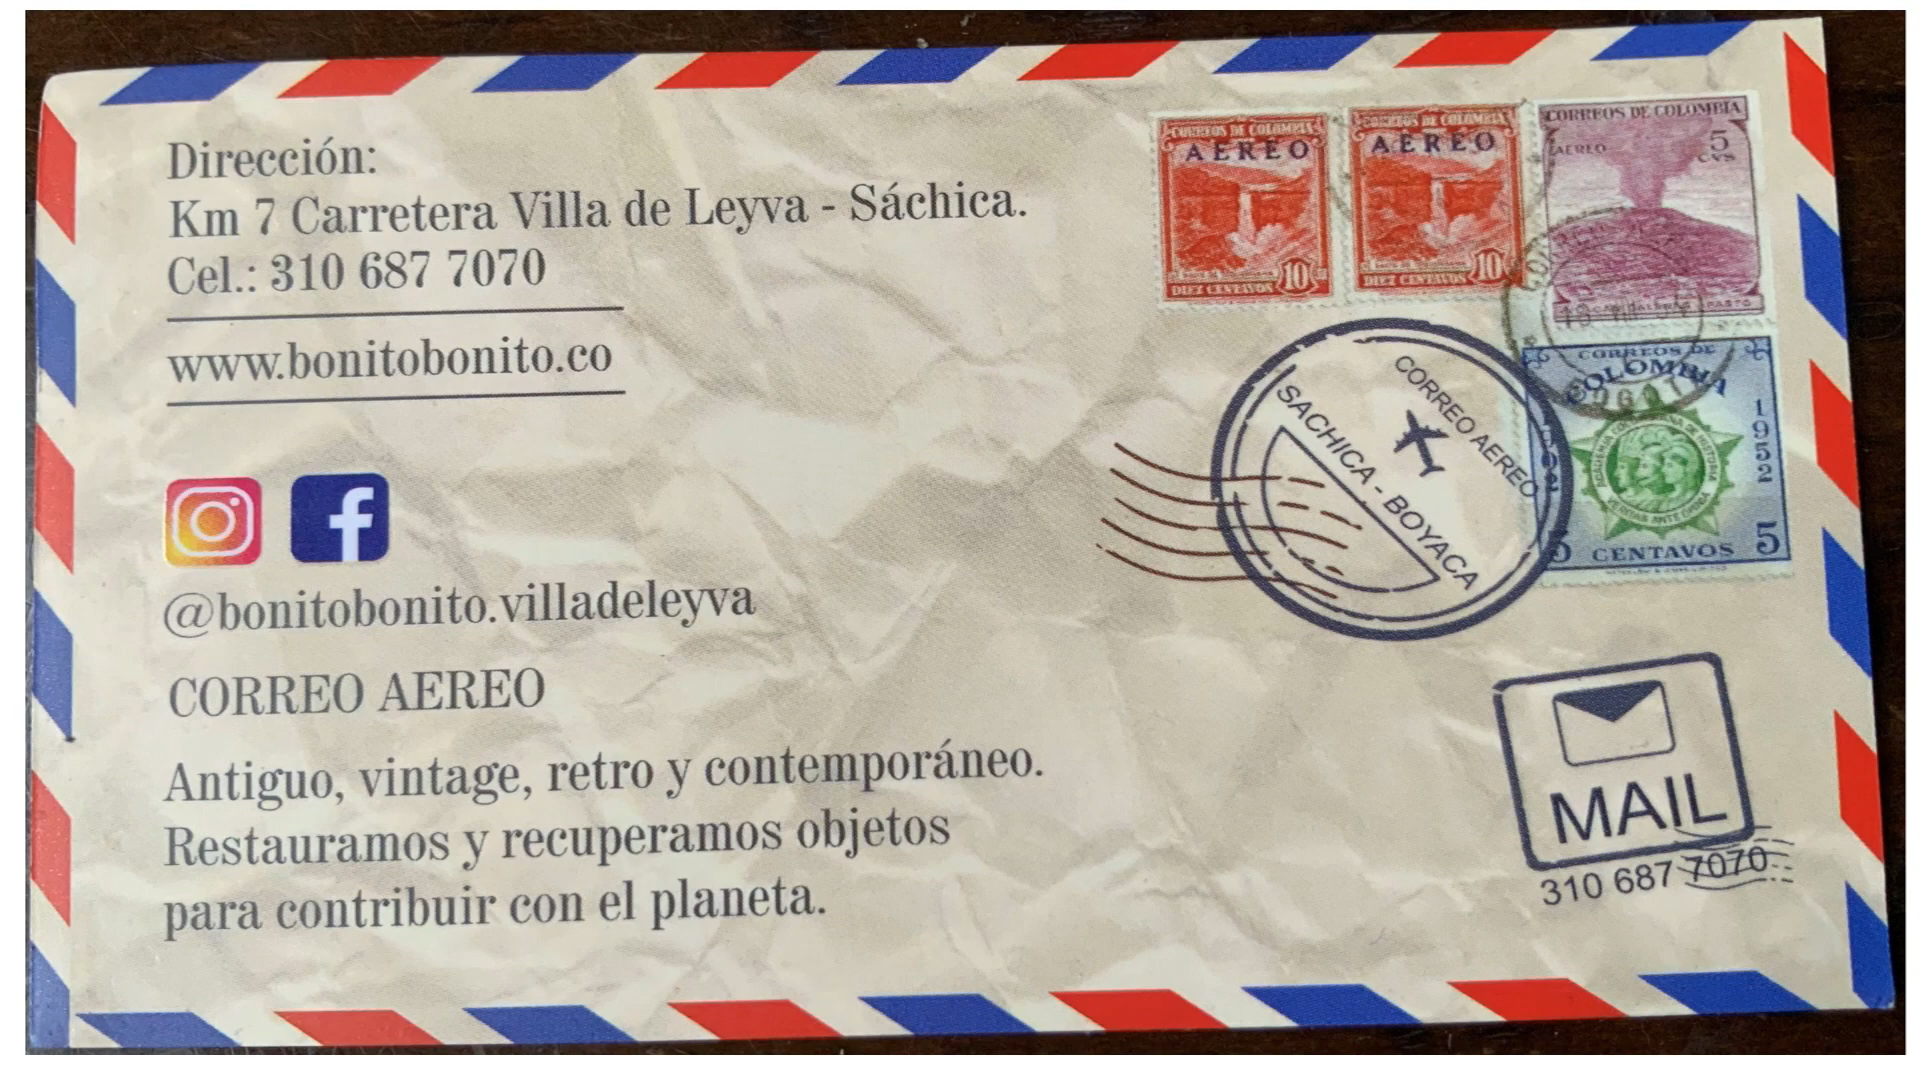 Dirección:
Km 7 Carretera Villa de Leyva - Sáchica.
Cel.: 310 687 7070
www.bonitobonito.co
@bonitobonito.villadeleyva
CORREO AEREO
Antiguo, vintage, retro y contemporáneo.
Restauramos y recuperamos objetos
para contribuir con el planeta.
CORREOS DE COLOMBIA
AEREO
10
DIEZ CENTAVOS
CORREOS DE COLOMBIA
AEREO
10
DIEZ CENTAVOS
CORREOS DE COLOMBIA
AEREO
5
CVS
PASTO
CORREOS DE
COLOMBIA
1952
5 CENTAVOS 5
BOGOTA
CORREO AEREO
SACHICA - BOYACA
MAIL
310 687 7070